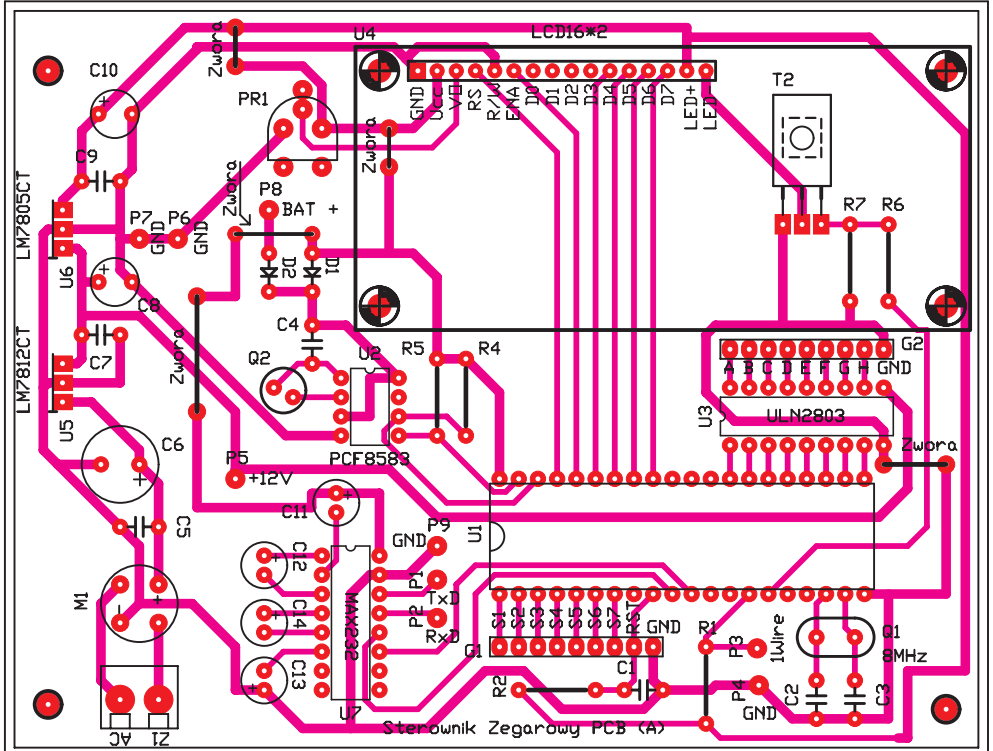 U4
LCD16*2
Zwora
C10
PR1
T2
GND
Vcc
R/W
RS
ENA
D0
D1
D2
D3
D4
D5
D6
D7
LED+
LED-
Zwora
C9
LM7805CT
Zwora
P8
BAT +
P7
GND
P6
GND
R7
R6
U6
D2
D1
C8
C4
G2
C7
Zwora
Q2
U2
R5
R4
A
B
C
D
E
F
G
H
GND
LM7812CT
U5
U3
ULN2803
C6
P5
+12V
PCF8583
Zwora
C11
C5
GND
P9
U1
C12
P1
TxD
MAX232
P2
RxD
M1
C14
S1
S2
S3
S4
S5
S6
S7
RST
GND
R1
P3
1Wire
Q1
8MHz
G1
C13
C1
R2
P4
GND
C2
C3
U7
Sterownik Zegarowy PCB (A)
AC
Z1